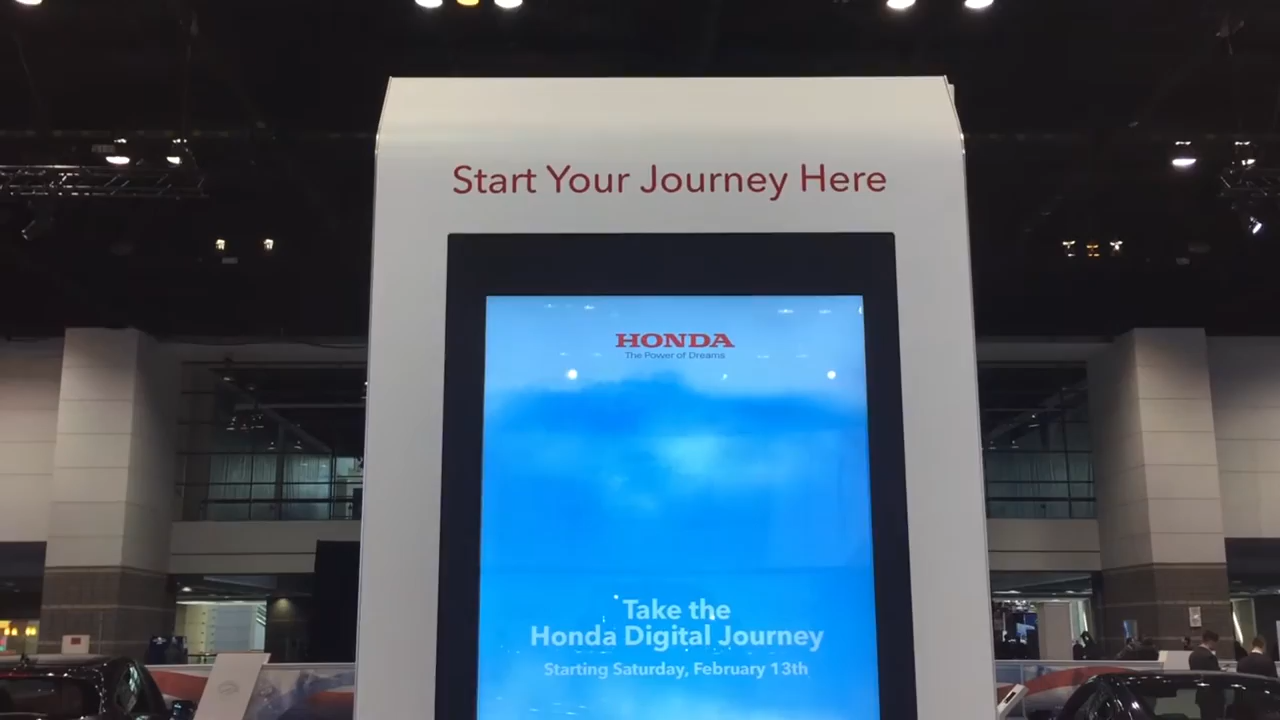 Start Your Journey Here
HONDA
The Power of Dreams
Take the
Honda Digital Journey
Starting Saturday, February 13th